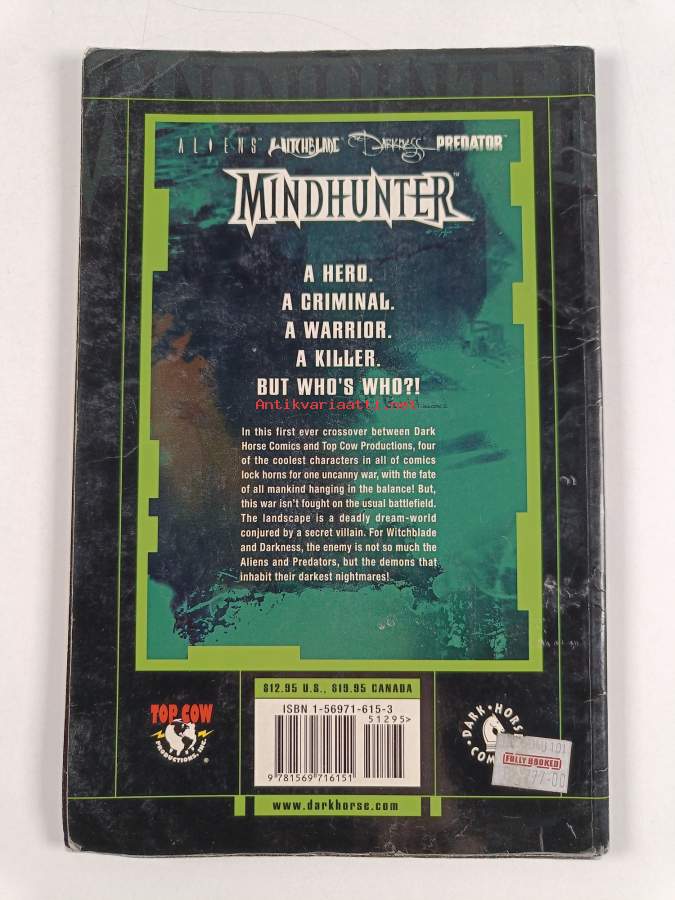 MINDHUNTER
ALIENS WITCHBLADE THE DARKNESS PREDATOR™
MINDHUNTER™
A HERO.
A CRIMINAL.
A WARRIOR.
A KILLER.
BUT WHO'S WHO?!
Antikvariaatti.net
In this first ever crossover between Dark
Horse Comics and Top Cow Productions, four
of the coolest characters in all of comics
lock horns for one uncanny war, with the fate
of all mankind hanging in the balance! But,
this war isn't fought on the usual battlefield.
The landscape is a deadly dream-world
conjured by a secret villain. For Witchblade
and Darkness, the enemy is not so much the
Aliens and Predators, but the demons that
inhabit their darkest nightmares!
$12.95 U.S., $19.95 CANADA
ISBN 1-56971-615-3
51295>
9 781569 716151
TOP COW
PRODUCTIONS, INC.
®
DARK HORSE
FULLY BOOKED
www.darkhorse.com